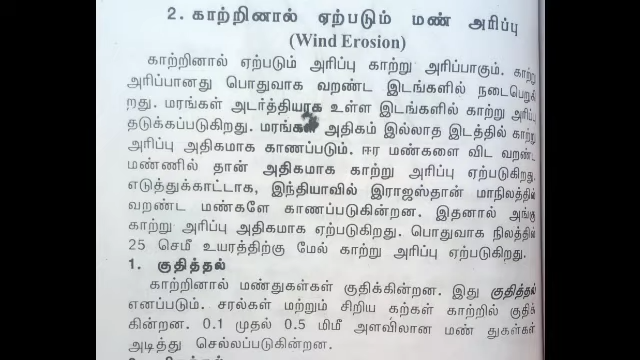 2. காற்றினால் ஏற்படும் மண் அரிப்பு
(Wind Erosion)
காற்றினால் ஏற்படும் அரிப்பு காற்று அரிப்பாகும். காற்று
அரிப்பானது பொதுவாக வறண்ட இடங்களில் நடைபெறுகி
றது. மரங்கள் அடர்த்தியாக உள்ள இடங்களில் காற்று அரிப்பு
தடுக்கப்படுகிறது. மரங்கள் அதிகம் இல்லாத இடத்தில் காற்று
அரிப்பு அதிகமாக காணப்படும். ஈர மண்களை விட வறண்ட
மண்ணில் தான் அதிகமாக காற்று அரிப்பு ஏற்படுகிறது.
எடுத்துக்காட்டாக, இந்தியாவில் இராஜஸ்தான் மாநிலத்தில்
வறண்ட மண்களே காணப்படுகின்றன. இதனால் அங்கு
காற்று அரிப்பு அதிகமாக ஏற்படுகிறது. பொதுவாக நிலத்தில்
25 செமீ உயரத்திற்கு மேல் காற்று அரிப்பு ஏற்படுகிறது.
1. குதித்தல்
காற்றினால் மண்துகள்கள் குதிக்கின்றன. இது குதித்தல்
எனப்படும். சரல்கள் மற்றும் சிறிய கற்கள் காற்றில் குதிக்
கின்றன. 0.1 முதல் 0.5 மிமீ அளவிலான மண் துகள்கள்
அடித்து செல்லப்படுகின்றன.